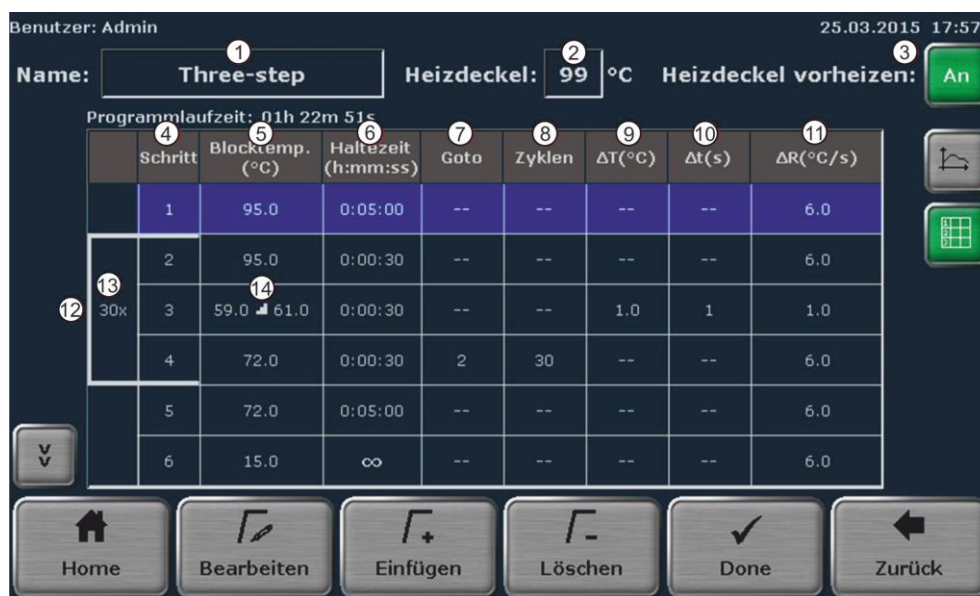 Benutzer: Admin 25.03.2015 17:57
1 2 3
Name: Three-step Heizdeckel: 99 °C Heizdeckel vorheizen: An
Programmlaufzeit: 01h 22m 51s
4 5 6 7 8 9 10 11
Schritt Blocktemp. (°C) Haltezeit (h:mm:ss) Goto Zyklen ΔT(°C) Δt(s) ΔR(°C/s)
1 95.0 0:05:00 -- -- -- -- 6.0
2 95.0 0:00:30 -- -- -- -- 6.0
13 14
12 30x 3 59.0 61.0 0:00:30 -- -- 1.0 1 1.0
4 72.0 0:00:30 2 30 -- -- 6.0
5 72.0 0:05:00 -- -- -- -- 6.0
6 15.0 ∞ -- -- -- -- 6.0
Home Bearbeiten Einfügen Löschen Done Zurück